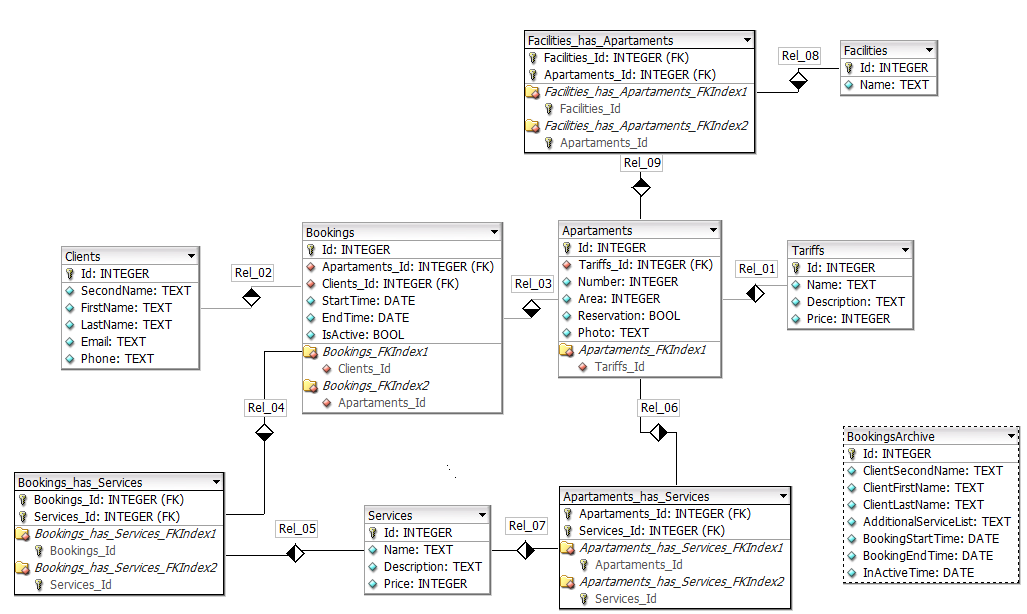 Facilities_has_Apartaments
Facilities_Id: INTEGER (FK)
Apartaments_Id: INTEGER (FK)
Facilities_has_Apartaments_FKIndex1
Facilities_Id
Facilities_has_Apartaments_FKIndex2
Apartaments_Id
Rel_08
Facilities
Id: INTEGER
Name: TEXT
Rel_09
Clients
Id: INTEGER
SecondName: TEXT
FirstName: TEXT
LastName: TEXT
Email: TEXT
Phone: TEXT
Rel_02
Bookings
Id: INTEGER
Apartaments_Id: INTEGER (FK)
Clients_Id: INTEGER (FK)
StartTime: DATE
EndTime: DATE
IsActive: BOOL
Bookings_FKIndex1
Clients_Id
Bookings_FKIndex2
Apartaments_Id
Rel_03
Apartaments
Id: INTEGER
Tariffs_Id: INTEGER (FK)
Number: INTEGER
Area: INTEGER
Reservation: BOOL
Photo: TEXT
Apartaments_FKIndex1
Tariffs_Id
Rel_01
Tariffs
Id: INTEGER
Name: TEXT
Description: TEXT
Price: INTEGER
Rel_04
Rel_06
Bookings_has_Services
Bookings_Id: INTEGER (FK)
Services_Id: INTEGER (FK)
Bookings_has_Services_FKIndex1
Bookings_Id
Bookings_has_Services_FKIndex2
Services_Id
Rel_05
Services
Id: INTEGER
Name: TEXT
Description: TEXT
Price: INTEGER
Rel_07
Apartaments_has_Services
Apartaments_Id: INTEGER (FK)
Services_Id: INTEGER (FK)
Apartaments_has_Services_FKIndex1
Apartaments_Id
Apartaments_has_Services_FKIndex2
Services_Id
BookingsArchive
Id: INTEGER
ClientSecondName: TEXT
ClientFirstName: TEXT
ClientLastName: TEXT
AdditionalServiceList: TEXT
BookingStartTime: DATE
BookingEndTime: DATE
InActiveTime: DATE